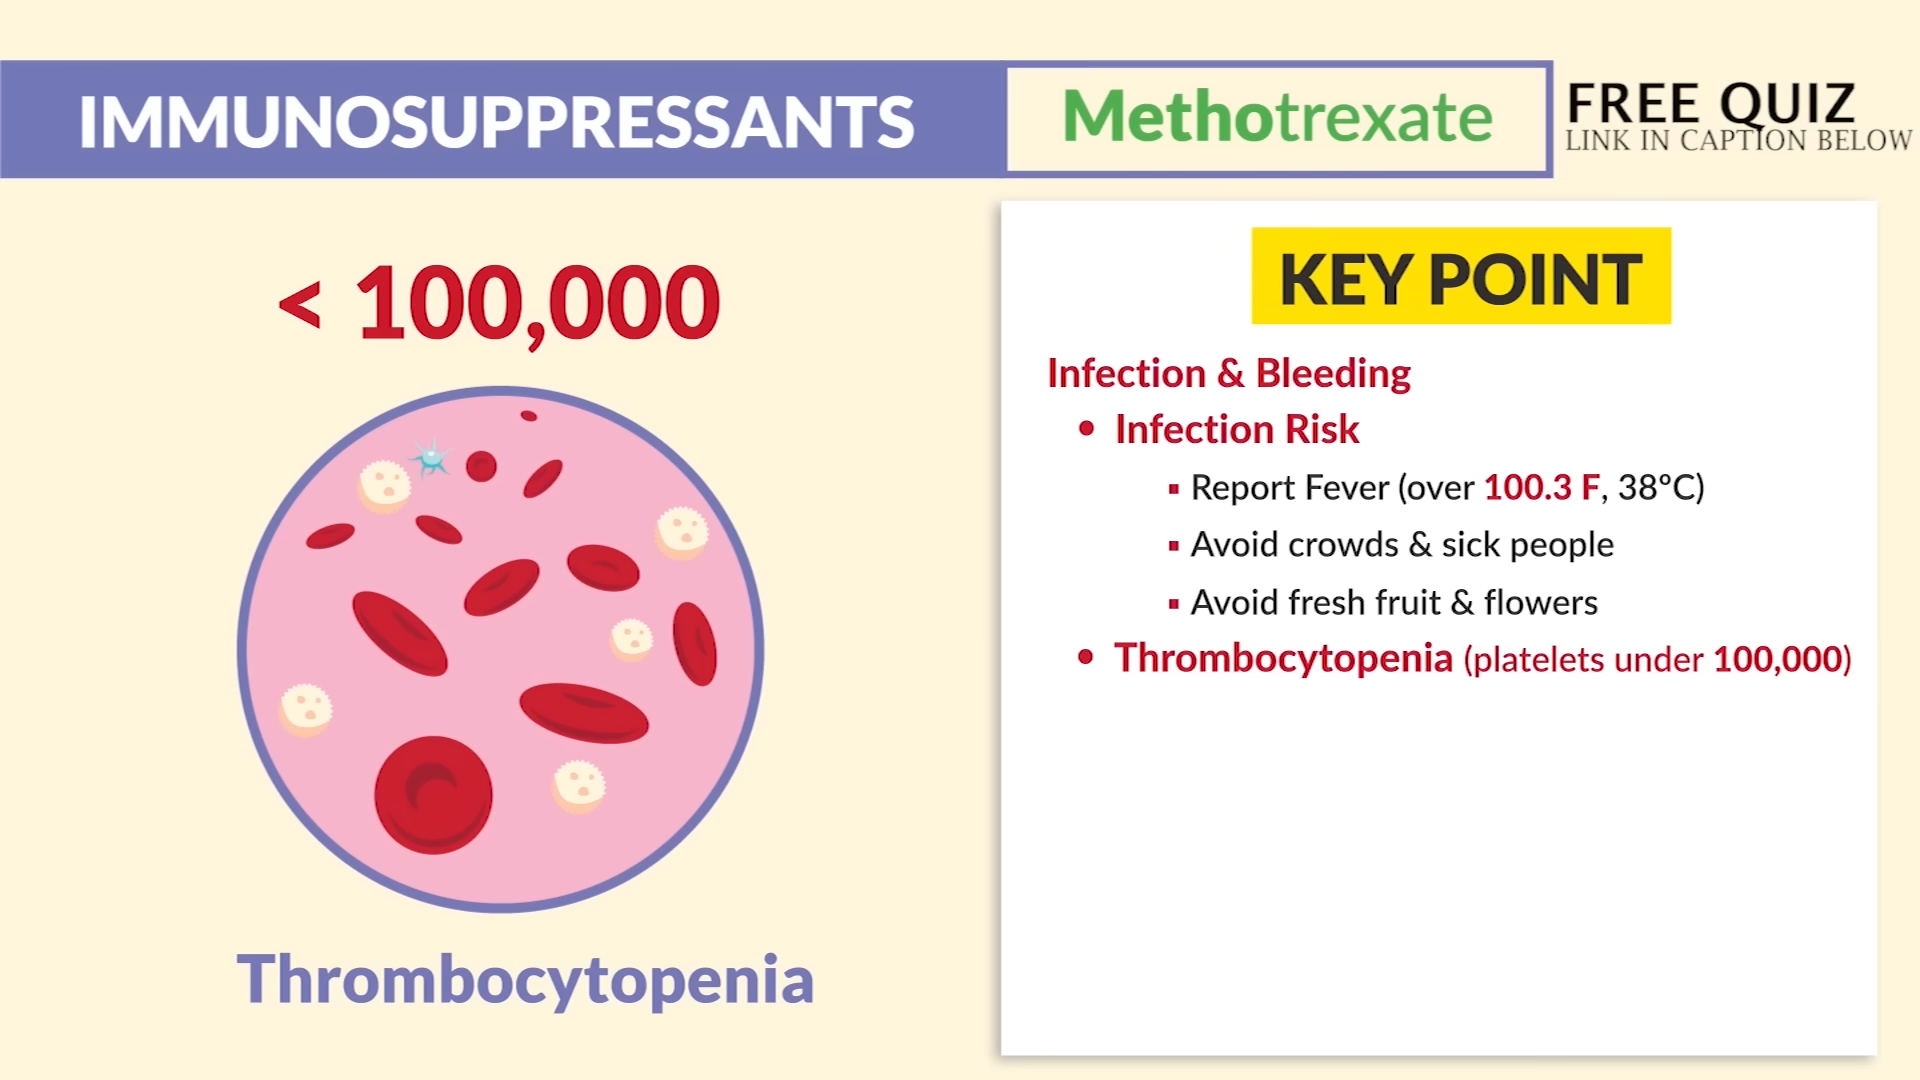 IMMUNOSUPPRESSANTS
Methotrexate
FREE QUIZ
LINK IN CAPTION BELOW
< 100,000
Thrombocytopenia
KEY POINT
Infection & Bleeding
• Infection Risk
▪ Report Fever (over 100.3 F, 38°C)
▪ Avoid crowds & sick people
▪ Avoid fresh fruit & flowers
• Thrombocytopenia (platelets under 100,000)